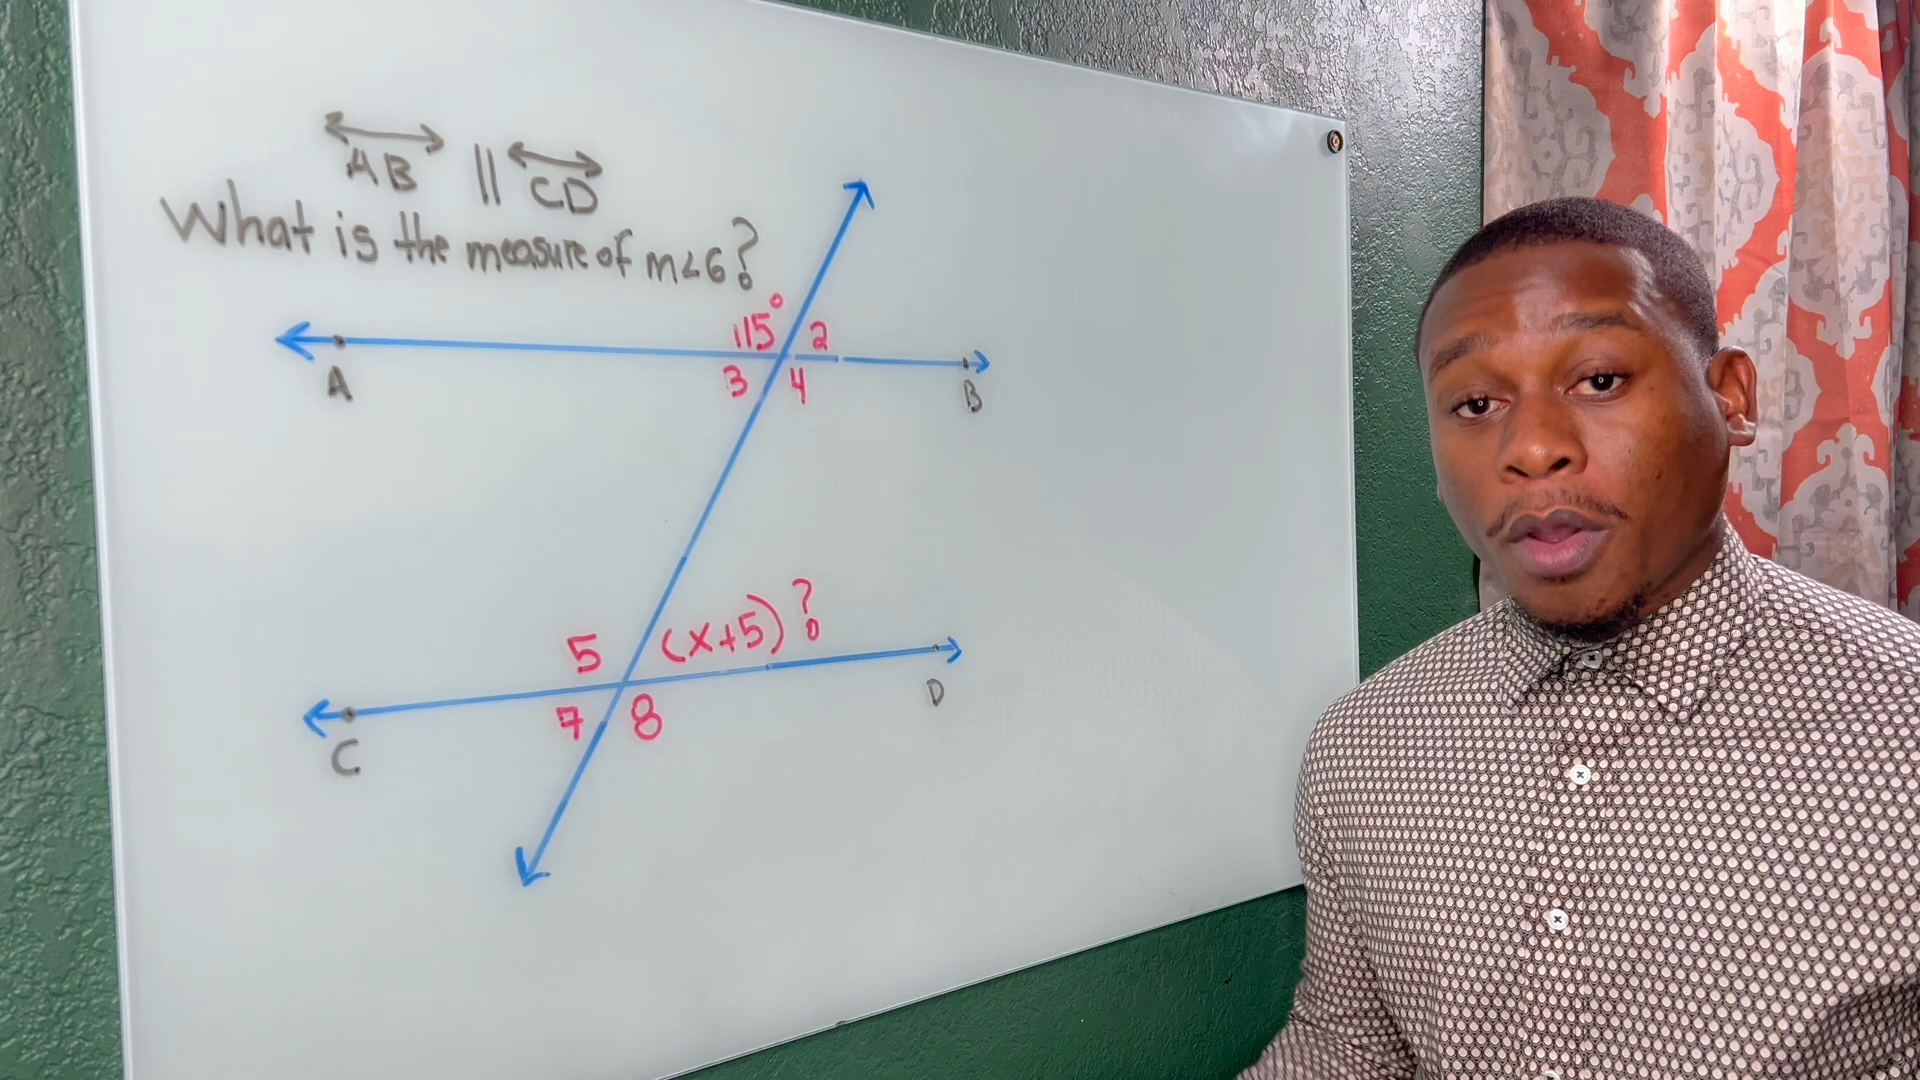 AB || CD
What is the measure of m<6?
115° 2
A 3 4 B
5 (x+5)?
C 7 8 D